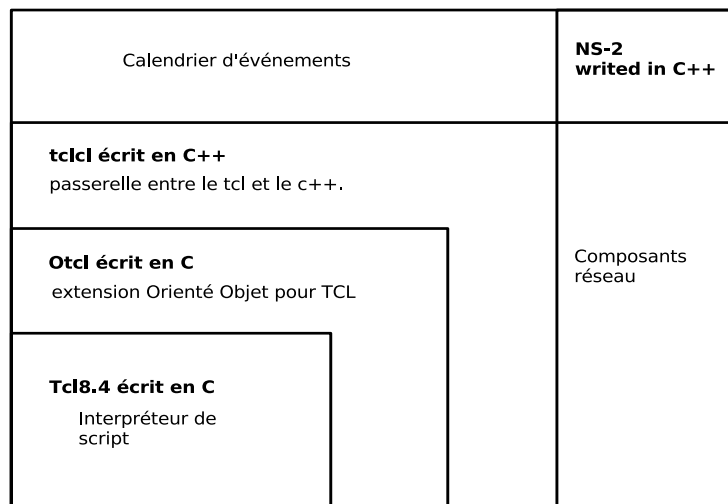 Calendrier d'événements
NS-2
writed in C++
tclcl écrit en C++
passerelle entre le tcl et le c++.
Otcl écrit en C
extension Orienté Objet pour TCL
Composants
réseau
Tcl8.4 écrit en C
Interpréteur de
script